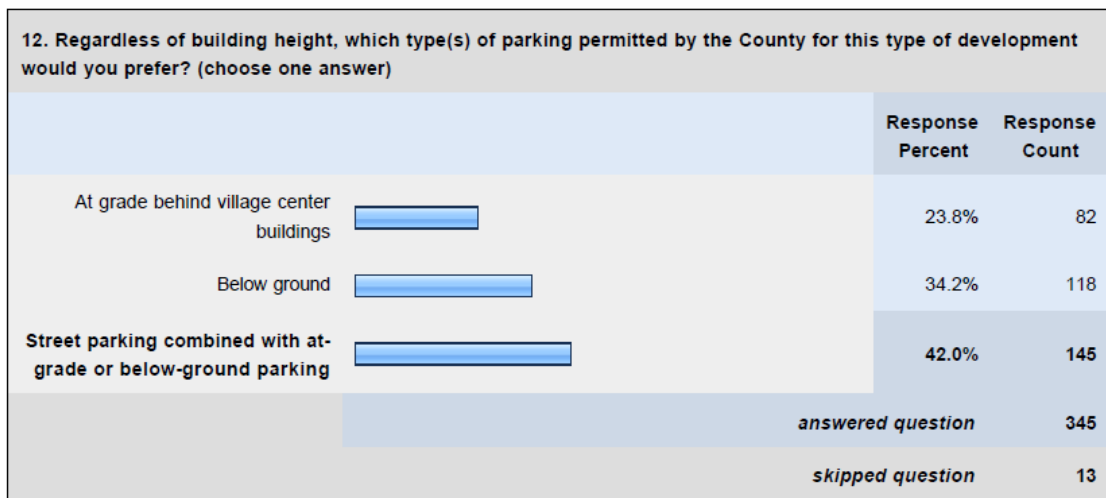 12. Regardless of building height, which type(s) of parking permitted by the County for this type of development
would you prefer? (choose one answer)
Response Percent Response Count
At grade behind village center buildings 23.8% 82
Below ground 34.2% 118
Street parking combined with at-grade or below-ground parking 42.0% 145
answered question 345
skipped question 13